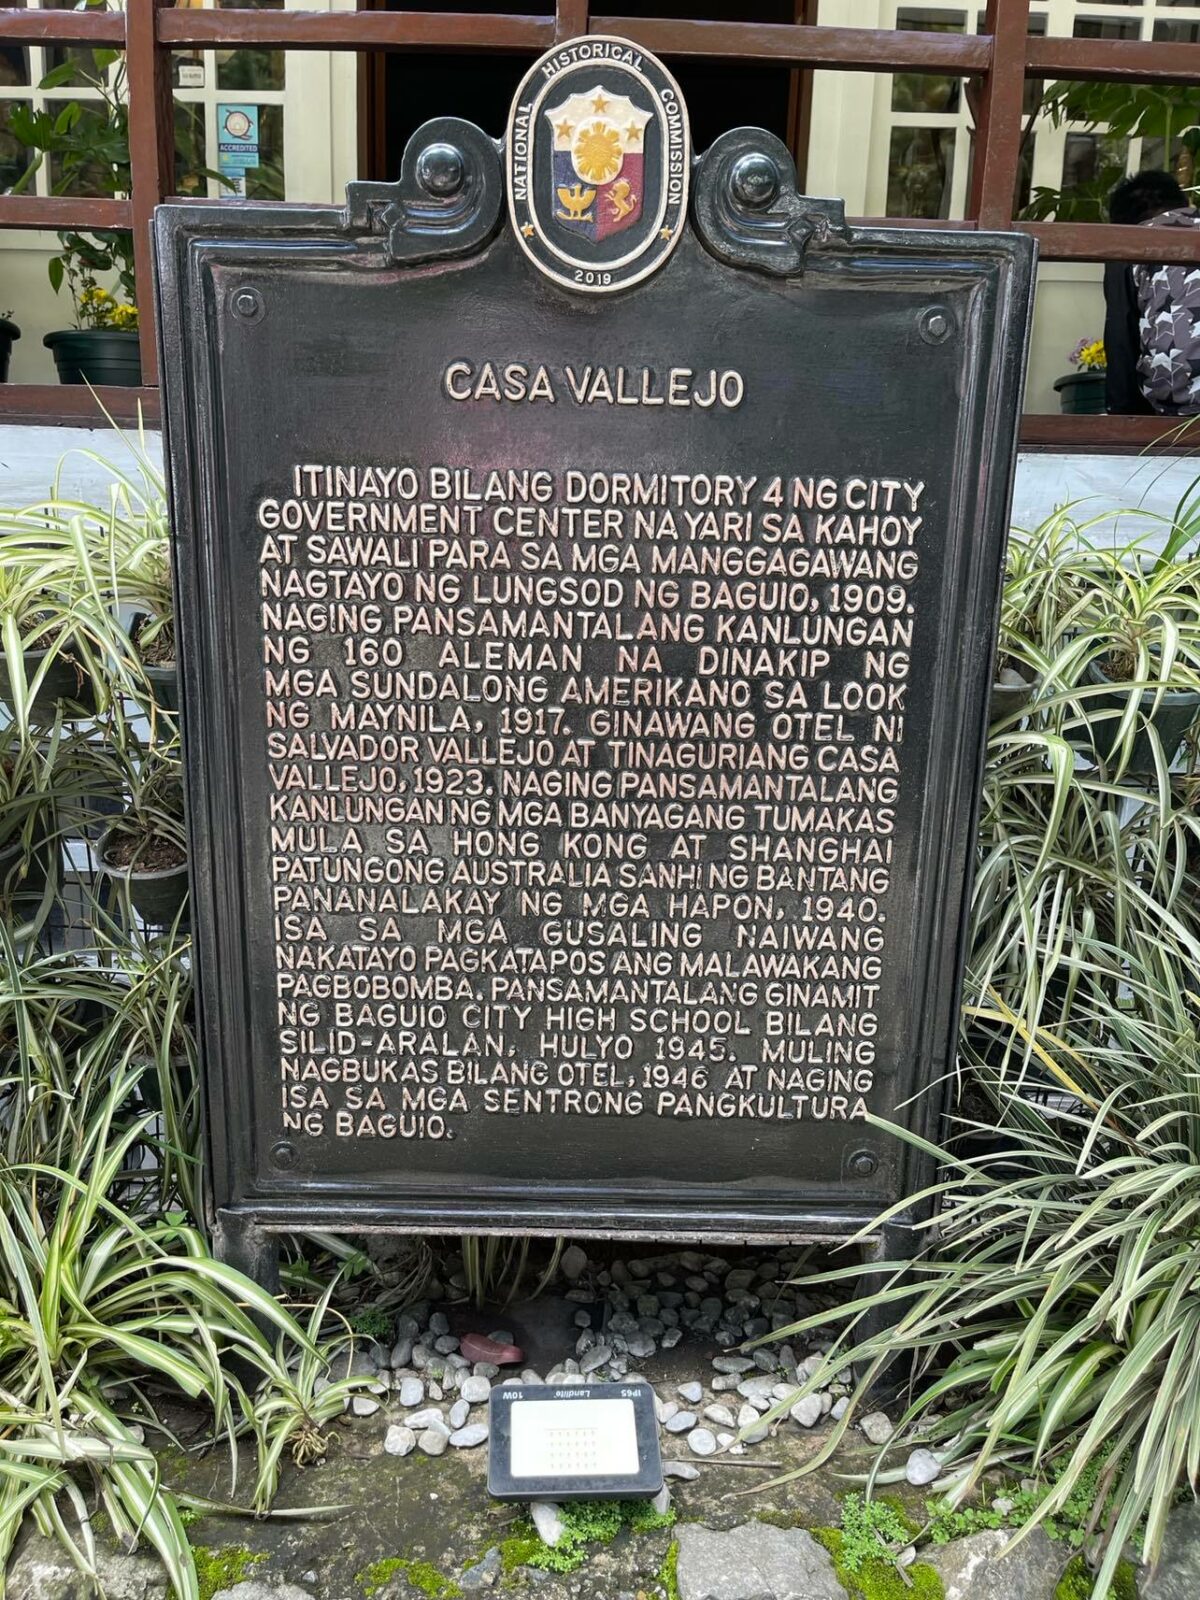 ACCREDITED
NATIONAL HISTORICAL COMMISSION
2019
CASA VALLEJO
ITINAYO BILANG DORMITORY 4 NG CITY
GOVERNMENT CENTER NA YARI SA KAHOY
AT SAWALI PARA SA MGA MANGGAGAWANG
NAGTAYO NG LUNGSOD NG BAGUIO, 1909.
NAGING PANSAMANTALANG KANLUNGAN
NG 160 ALEMAN NA DINAKIP NG
MGA SUNDALONG AMERIKANO SA LOOK
NG MAYNILA, 1917. GINAWANG OTEL NI
SALVADOR VALLEJO AT TINAGURIANG CASA
VALLEJO, 1923. NAGING PANSAMANTALANG
KANLUNGAN NG MGA BANYAGANG TUMAKAS
MULA SA HONG KONG AT SHANGHAI
PATUNGONG AUSTRALIA SANHI NG BANTANG
PANANALAKAY NG MGA HAPON, 1940.
ISA SA MGA GUSALING NAIWANG
NAKATAYO PAGKATAPOS ANG MALAWAKANG
PAGBOBOMBA. PANSAMANTALANG GINAMIT
NG BAGUIO CITY HIGH SCHOOL BILANG
SILID-ARALAN, HULYO 1945. MULING
NAGBUKAS BILANG OTEL, 1946 AT NAGING
ISA SA MGA SENTRONG PANGKULTURA
NG BAGUIO.
IP65 Landlite 10W